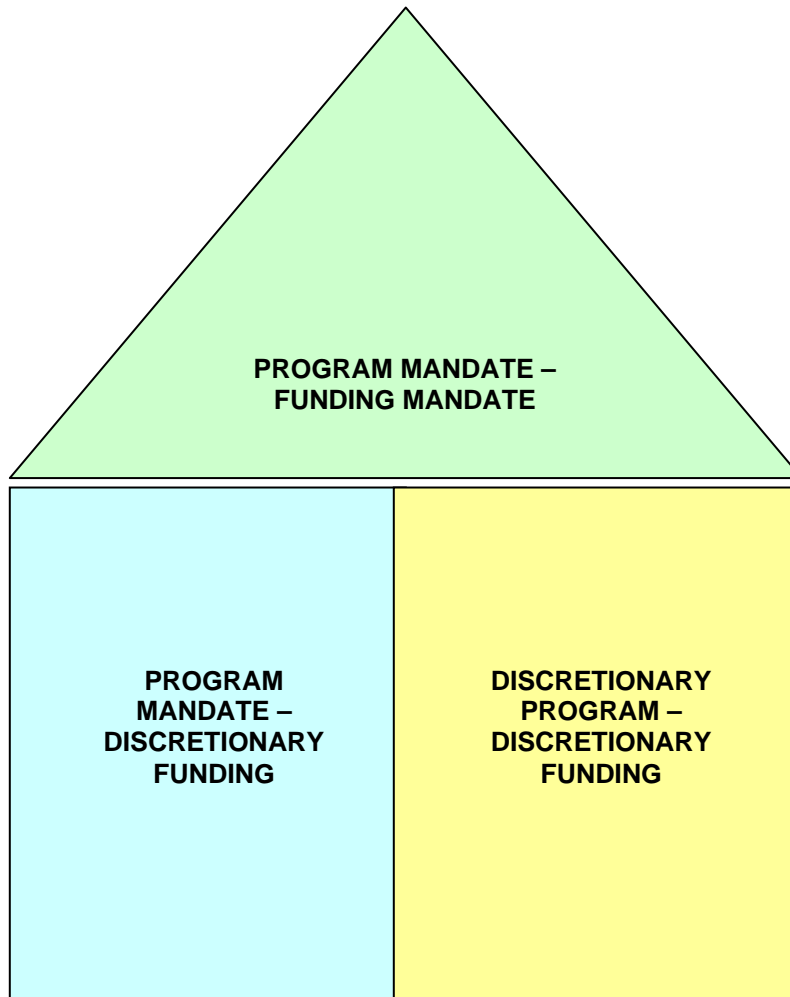 PROGRAM MANDATE –
FUNDING MANDATE
PROGRAM
MANDATE –
DISCRETIONARY
FUNDING
DISCRETIONARY
PROGRAM –
DISCRETIONARY
FUNDING